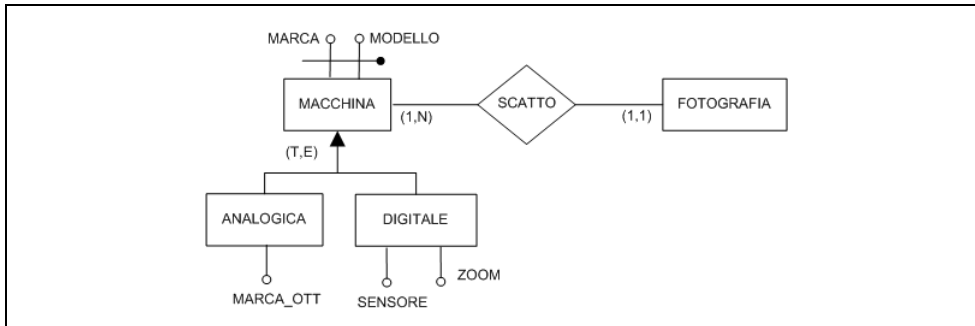 MARCA MODELLO
MACCHINA SCATTO FOTOGRAFIA
(1,N) (1,1)
(T,E)
ANALOGICA DIGITALE
ZOOM
MARCA_OTT SENSORE